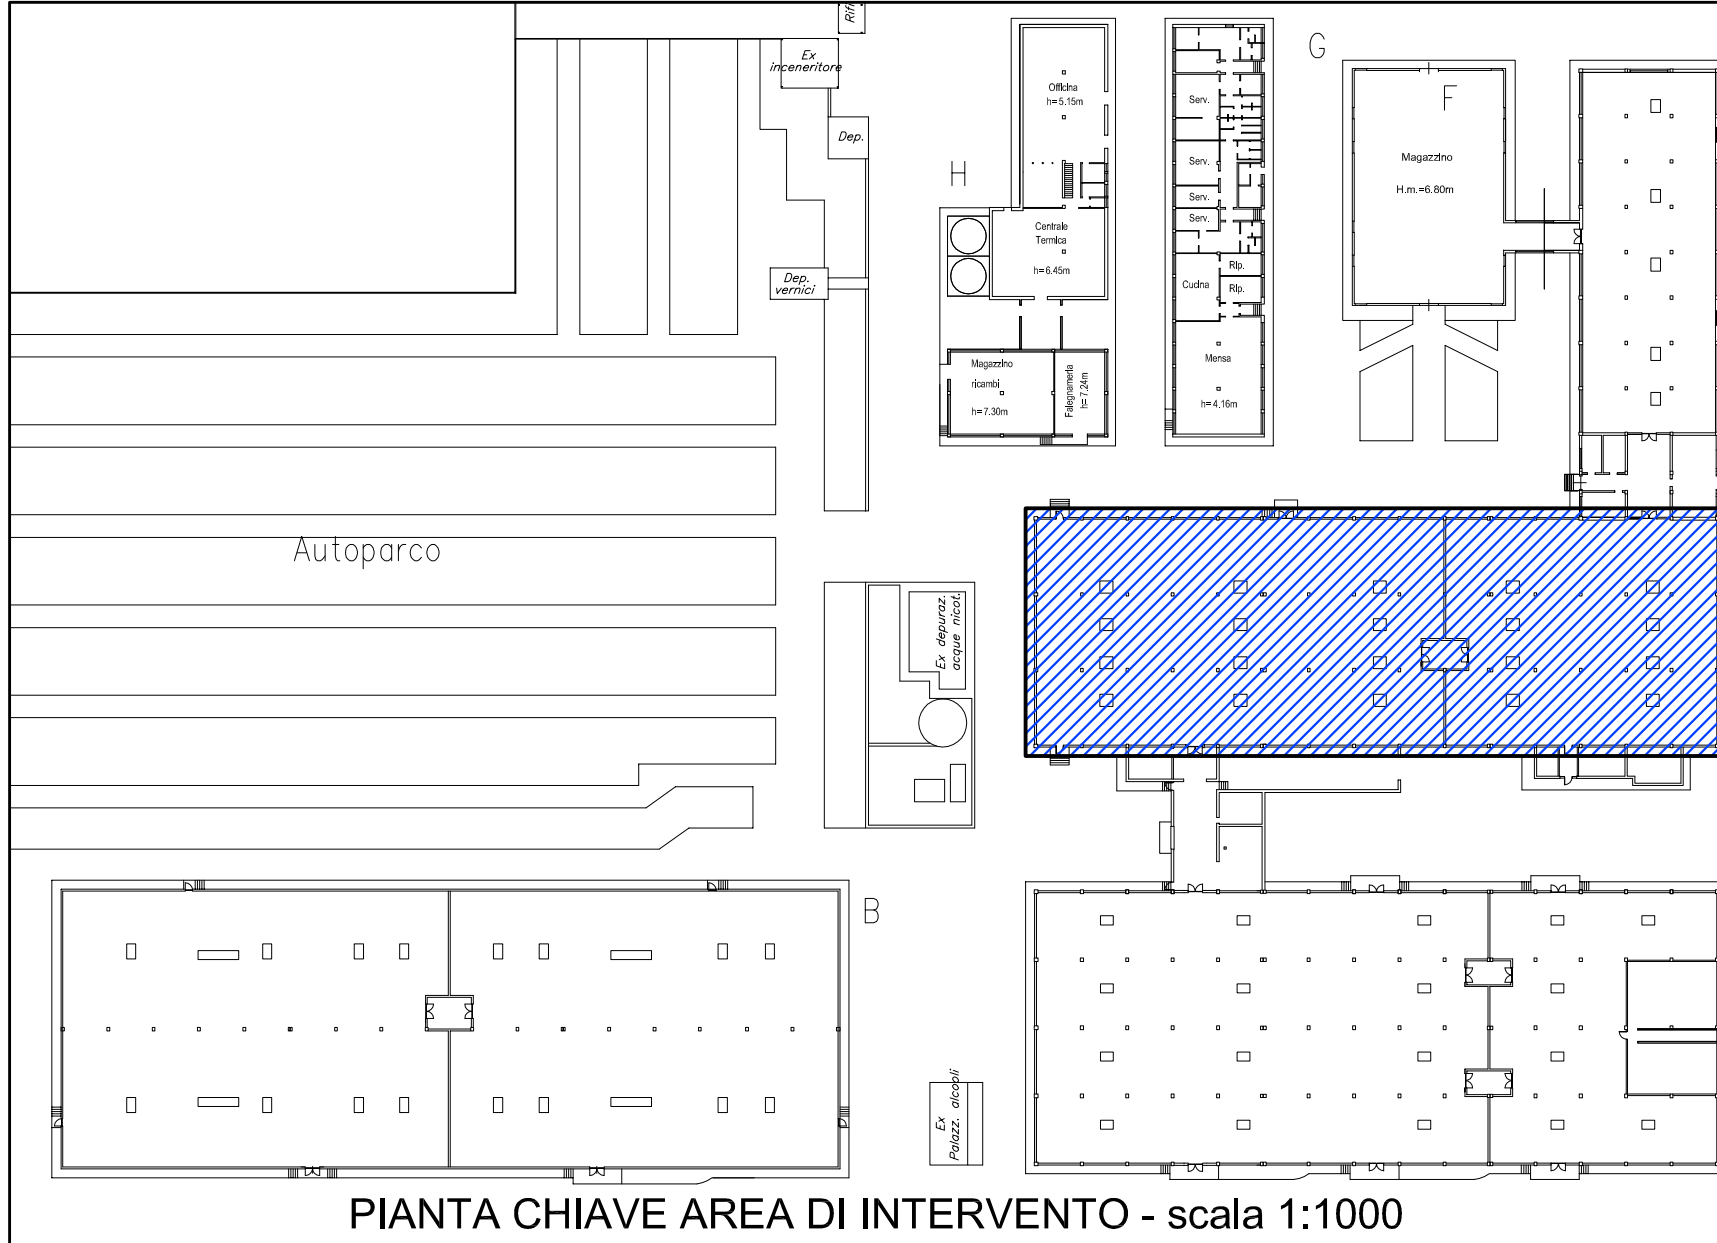 Rifi
Ex
inceneritore
Dep.
Dep.
vernici
Autoparco
H
Officina
h=5.15m
Centrale
Termica
h=6.45m
Magazzino
ricambi
h=7.30m
Falegnameria
h=7.24m
Serv.
Serv.
Serv.
Serv.
Rip.
Cucina
Rip.
Mensa
h=4.16m
G
F
Magazzino
H.m.=6.80m
Ex depuraz.
acque nicot.
B
Ex
Palazz. alcooli
PIANTA CHIAVE AREA DI INTERVENTO - scala 1:1000